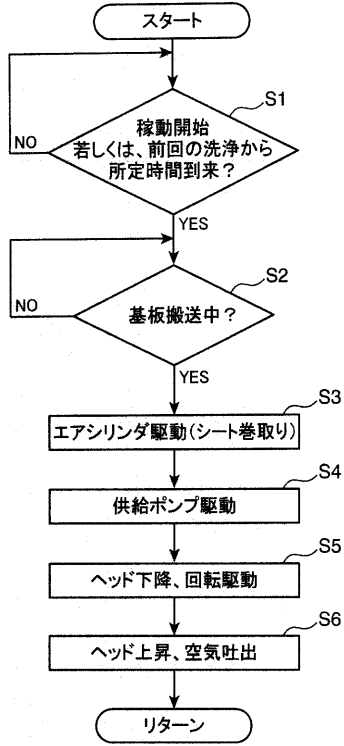 スタート
S1
稼動開始
若しくは、前回の洗浄から
所定時間到来?
NO
YES
S2
基板搬送中?
NO
YES
S3
エアシリンダ駆動(シート巻取り)
S4
供給ポンプ駆動
S5
ヘッド下降、回転駆動
S6
ヘッド上昇、空気吐出
リターン